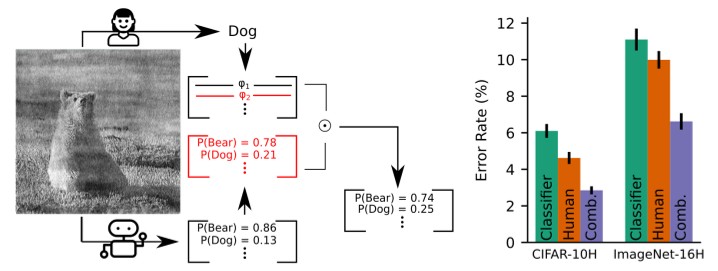 Dog
φ₁
φ₂
⋮
P(Bear) = 0.78
P(Dog) = 0.21
⋮
⊙
P(Bear) = 0.86
P(Dog) = 0.13
⋮
P(Bear) = 0.74
P(Dog) = 0.25
⋮
Error Rate (%)
12
10
8
6
4
2
0
Classifier
Human
Comb.
Classifier
Human
Comb.
CIFAR-10H
ImageNet-16H